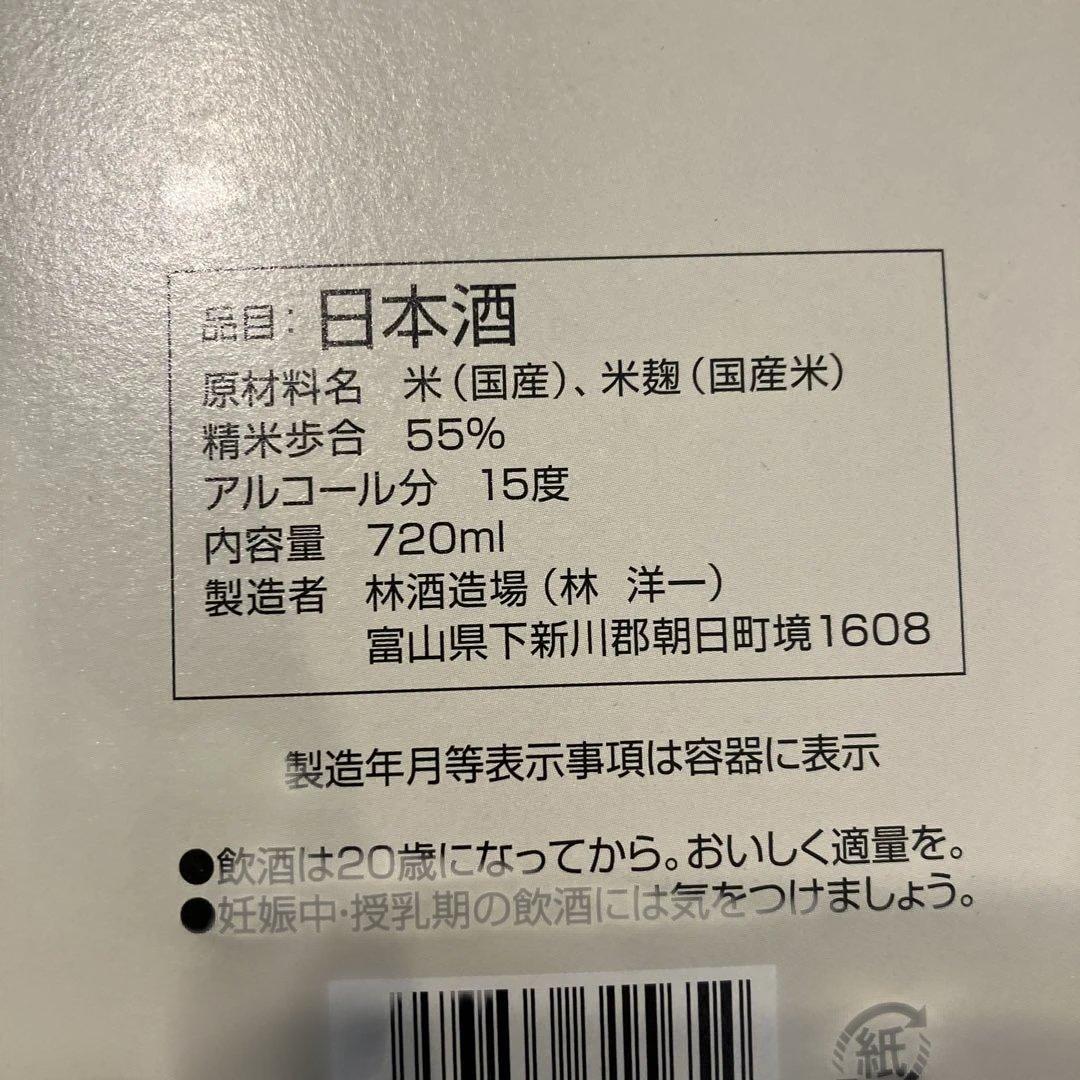 品目：日本酒
原材料名　米（国産）、米麹（国産米）
精米歩合　55%
アルコール分　15度
内容量　720ml
製造者　林酒造場（林　洋一）
富山県下新川郡朝日町境1608
製造年月等表示事項は容器に表示
●飲酒は20歳になってから。おいしく適量を。
●妊娠中・授乳期の飲酒には気をつけましょう。
紙